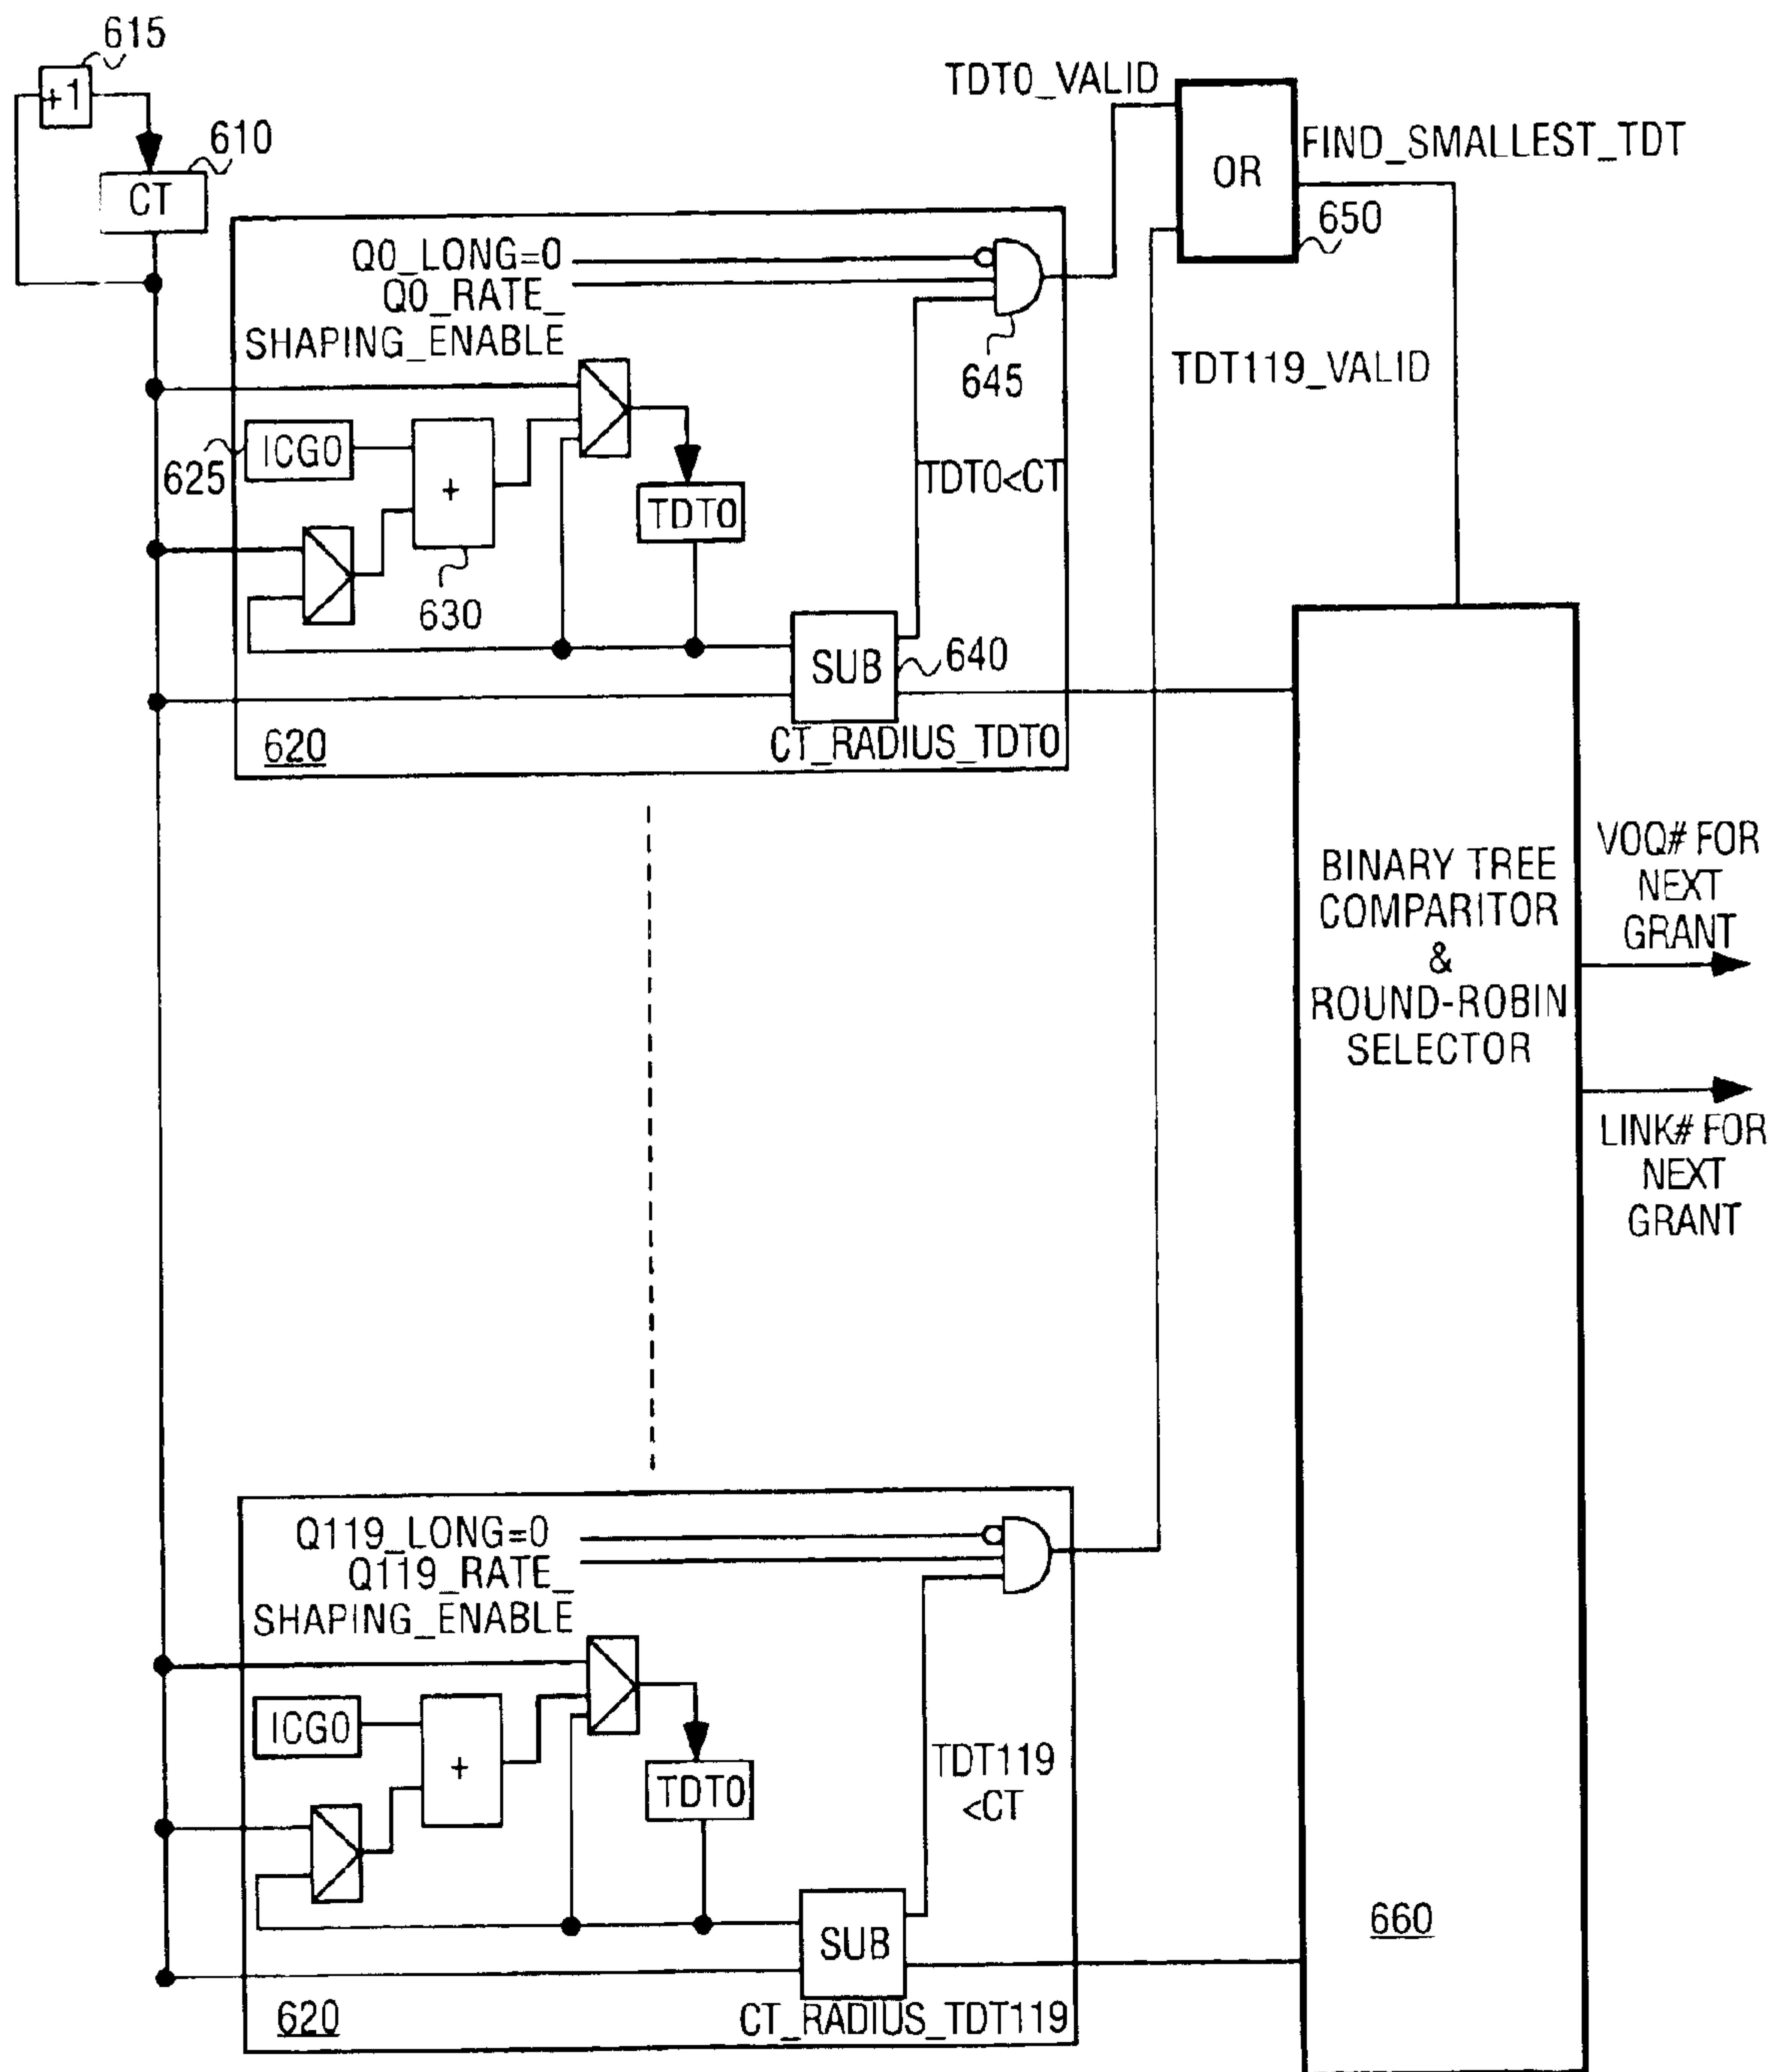 615
+1
610
CT
TDT0_VALID
OR
FIND_SMALLEST_TDT
650
Q0_LONG=0
Q0_RATE_
SHAPING_ENABLE
645
TDT119_VALID
625
ICG0
+
630
TDT0
TDT0<CT
SUB
640
620
CT_RADIUS_TDT0
BINARY TREE
COMPARITOR
&
ROUND-ROBIN
SELECTOR
VOQ# FOR
NEXT
GRANT
LINK# FOR
NEXT
GRANT
Q119_LONG=0
Q119_RATE_
SHAPING_ENABLE
ICG0
+
TDT0
TDT119
<CT
SUB
620
CT_RADIUS_TDT119
660